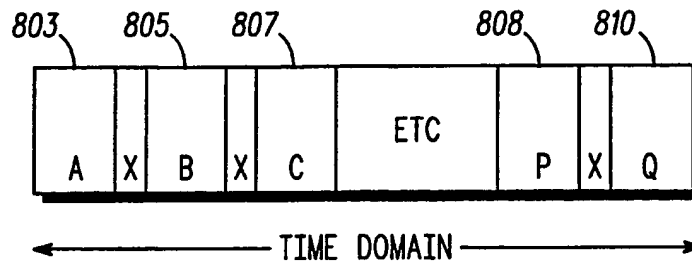 803 805 807 808 810
ETC
A X B X C P X Q
TIME DOMAIN